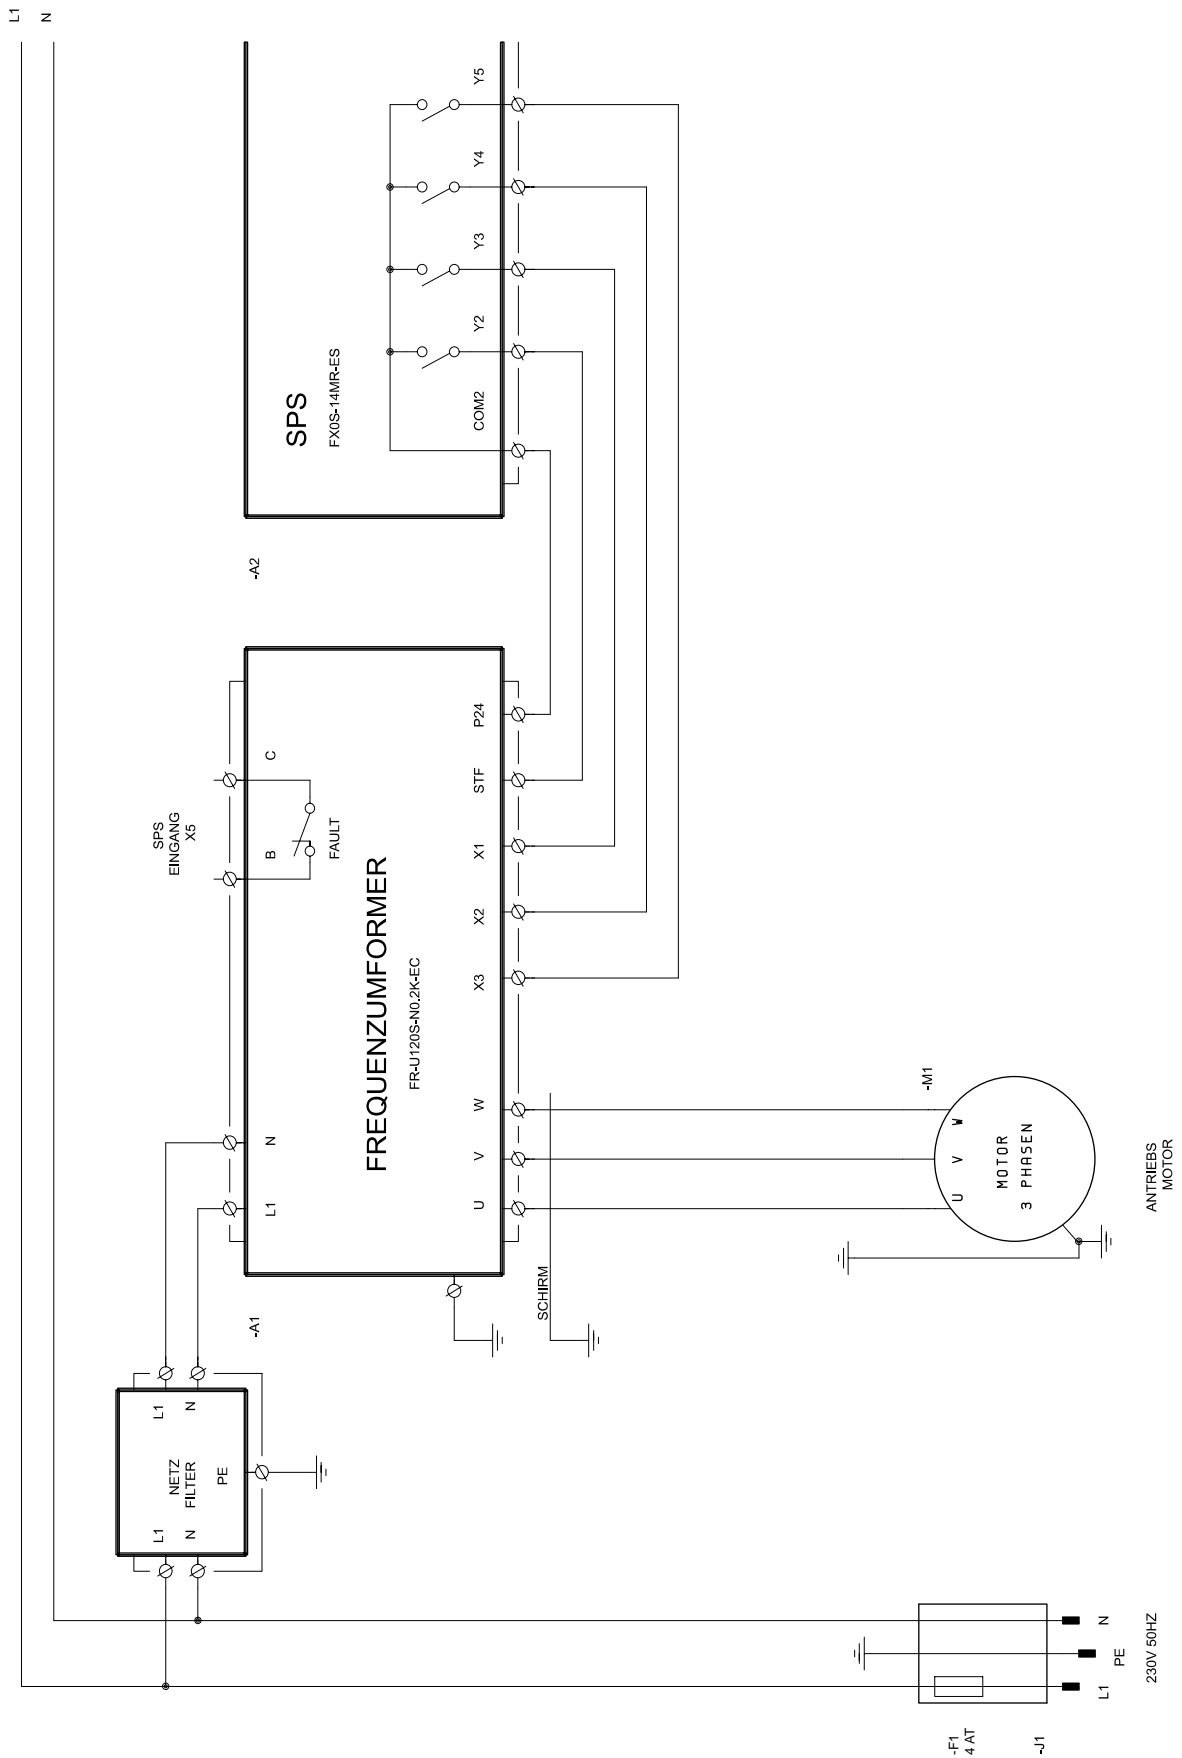 L1
N
230V 50HZ
L1
PE
N
-F1
4 AT
-J1
NETZ
FILTER
L1
N
PE
L1
N
-A1
FREQUENZUMFORMER
FR-U120S-N0.2K-EC
L1
N
B
C
FAULT
SPS
EINGANG
X5
U
V
W
X3
X2
X1
STF
P24
SCHIRM
-A2
SPS
FX0S-14MR-ES
COM2
Y2
Y3
Y4
Y5
-M1
U V W
MOTOR
3 PHASEN
ANTRIEBS
MOTOR